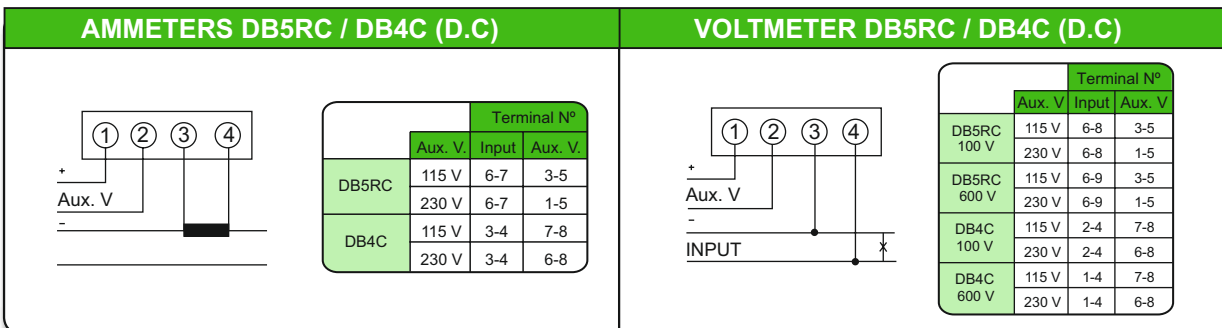 AMMETERS DB5RC / DB4C (D.C)
1 2 3 4
+
Aux. V
-
Terminal Nº
Aux. V. Input Aux. V.
DB5RC 115 V 6-7 3-5
230 V 6-7 1-5
DB4C 115 V 3-4 7-8
230 V 3-4 6-8
VOLTMETER DB5RC / DB4C (D.C)
1 2 3 4
+
Aux. V
-
INPUT
x
Terminal Nº
Aux. V Input Aux. V
DB5RC 100 V 115 V 6-8 3-5
230 V 6-8 1-5
DB5RC 600 V 115 V 6-9 3-5
230 V 6-9 1-5
DB4C 100 V 115 V 2-4 7-8
230 V 2-4 6-8
DB4C 600 V 115 V 1-4 7-8
230 V 1-4 6-8